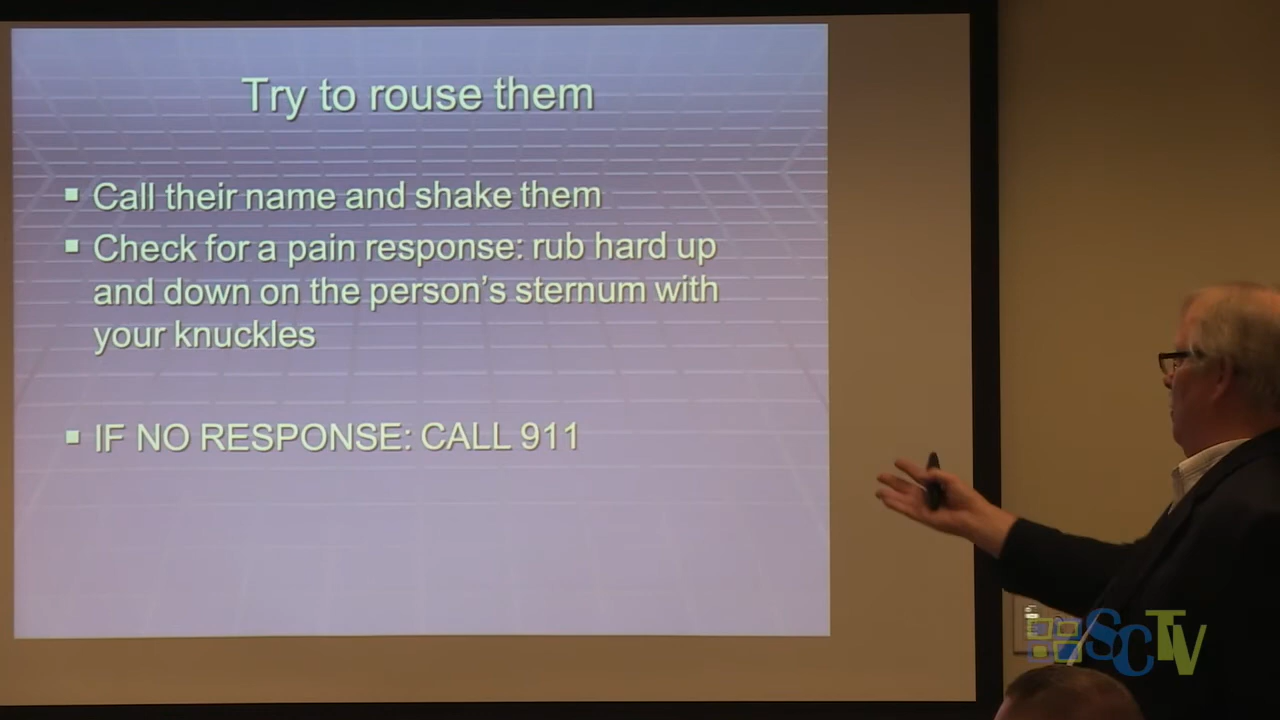 Try to rouse them
▪ Call their name and shake them
▪ Check for a pain response: rub hard up
and down on the person's sternum with
your knuckles
▪ IF NO RESPONSE: CALL 911
SCTV